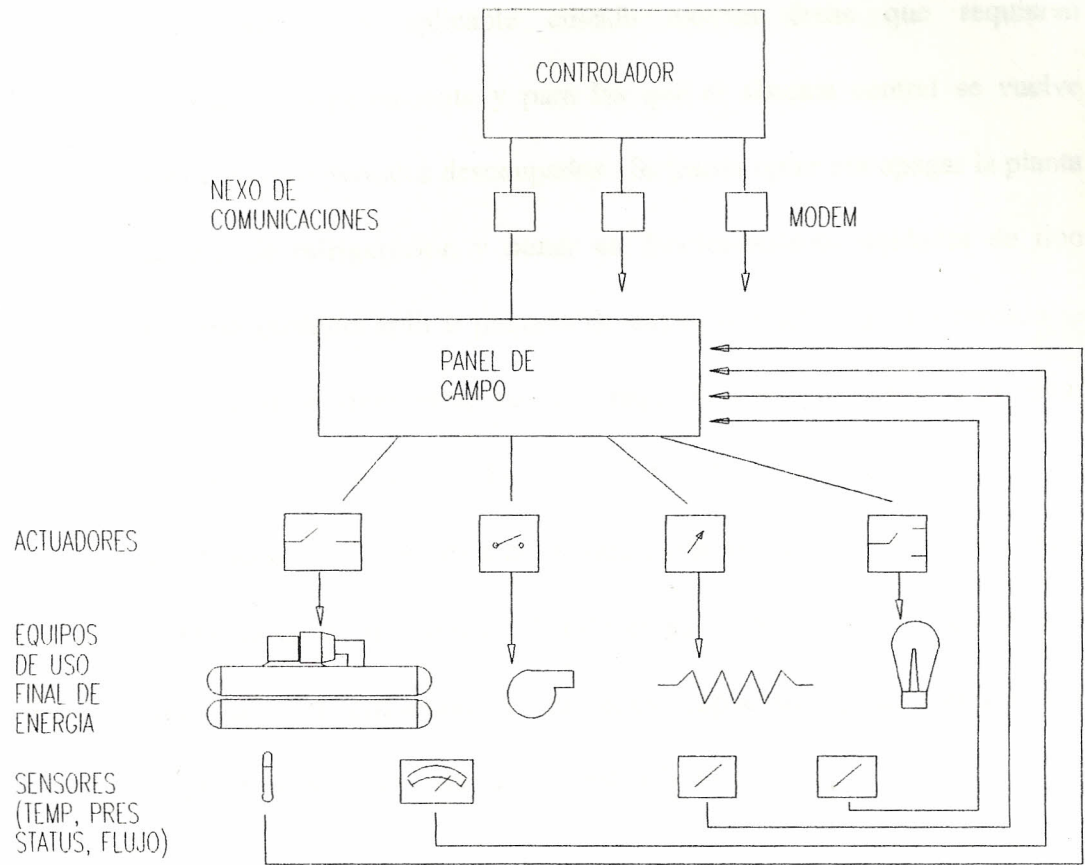 CONTROLADOR
NEXO DE
COMUNICACIONES
MODEM
PANEL DE
CAMPO
ACTUADORES
EQUIPOS
DE USO
FINAL DE
ENERGIA
SENSORES
(TEMP, PRES
STATUS, FLUJO)